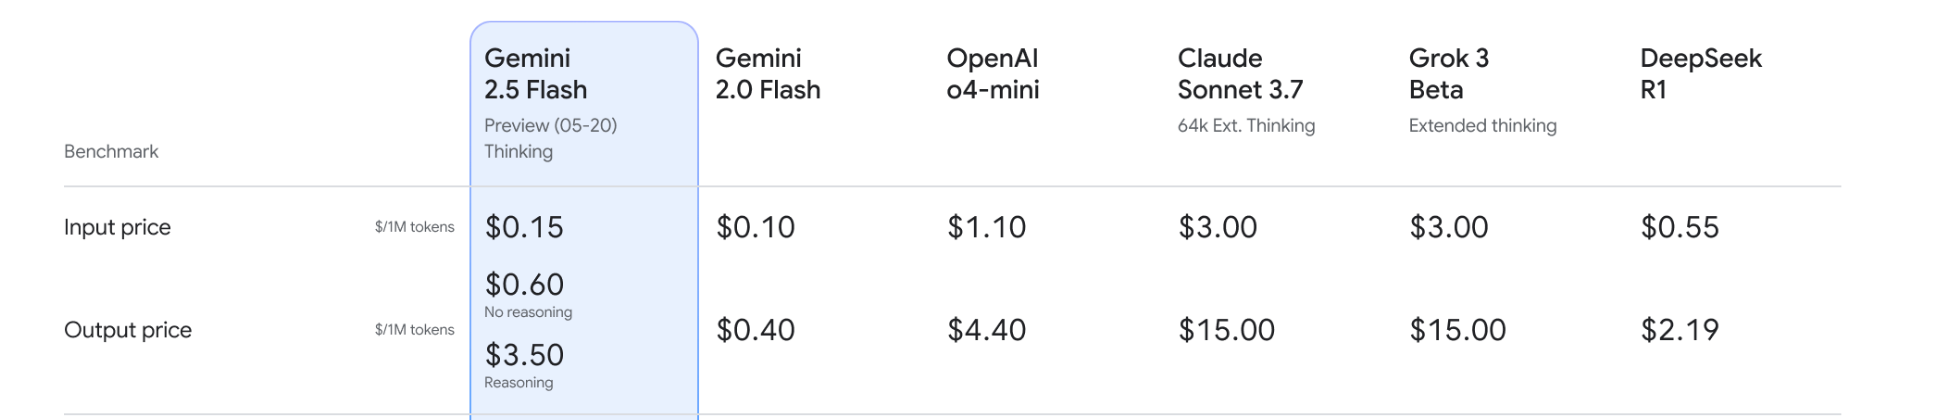 Benchmark
Gemini
2.5 Flash
Preview (05-20)
Thinking
Gemini
2.0 Flash
OpenAI
o4-mini
Claude
Sonnet 3.7
64k Ext. Thinking
Grok 3
Beta
Extended thinking
DeepSeek
R1
Input price $/1M tokens $0.15 $0.10 $1.10 $3.00 $3.00 $0.55
Output price $/1M tokens
$0.60
No reasoning
$3.50
Reasoning
$0.40 $4.40 $15.00 $15.00 $2.19